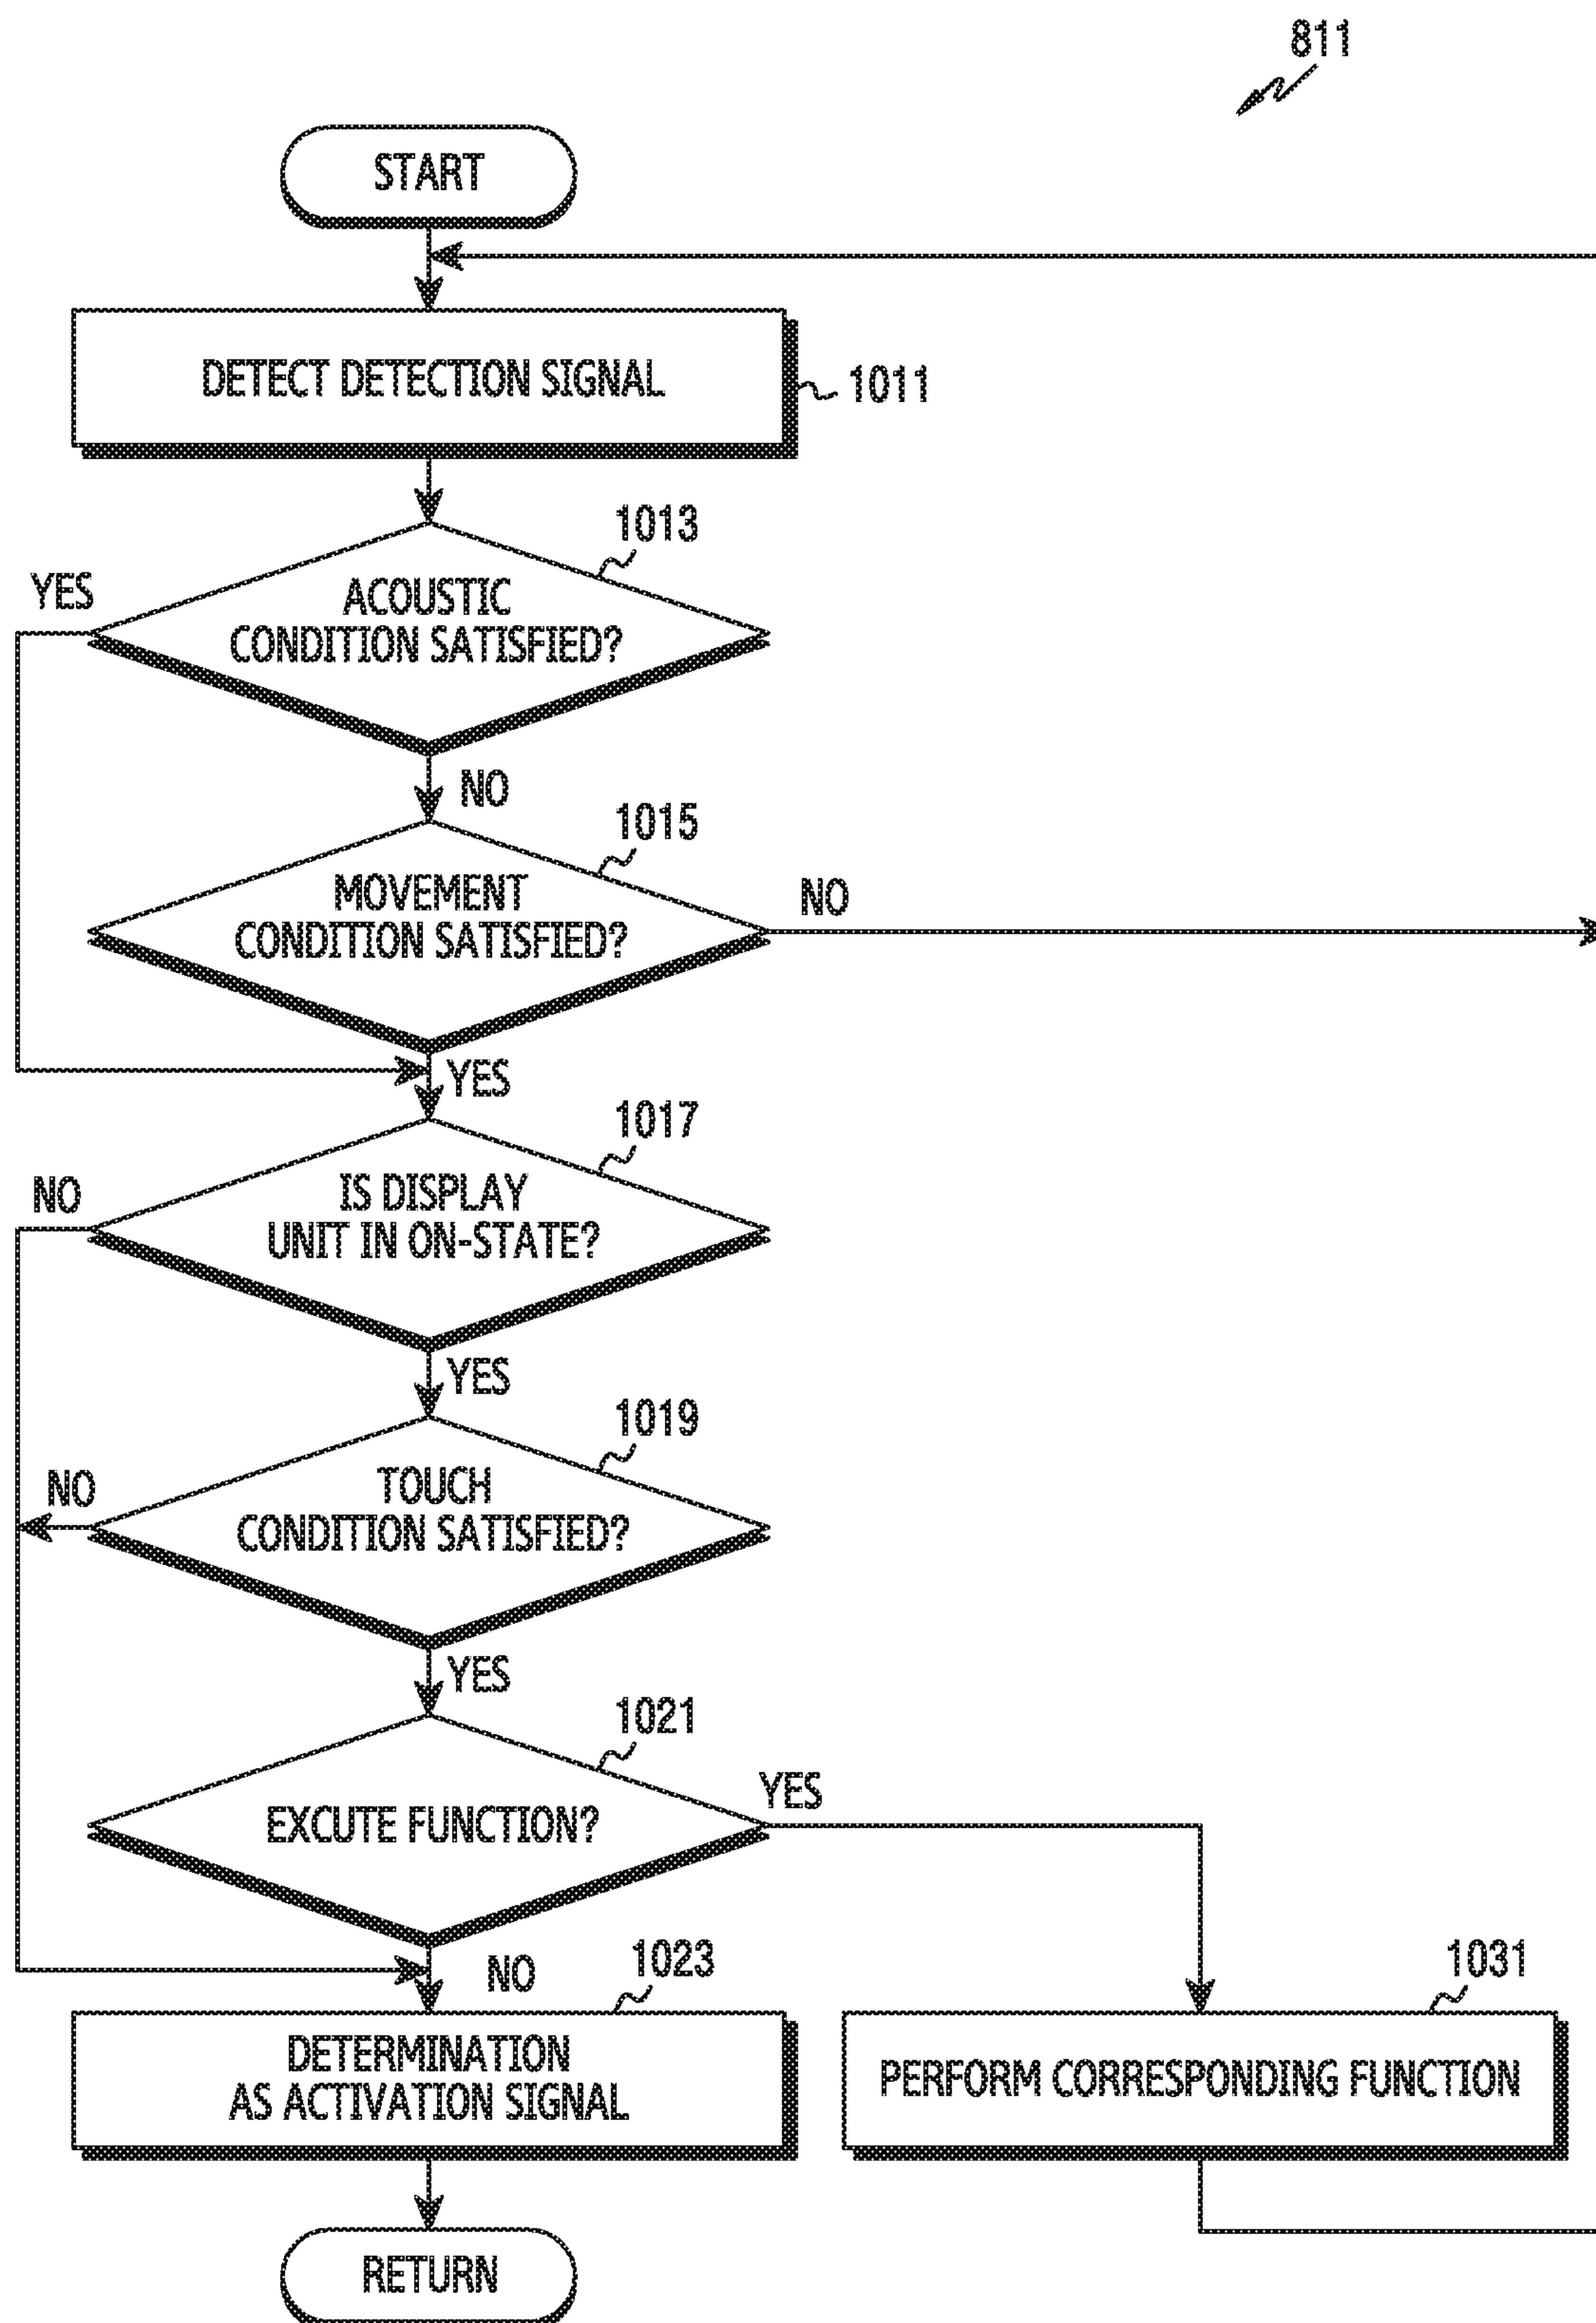 811
START
DETECT DETECTION SIGNAL
1011
1013
YES
ACOUSTIC
CONDITION SATISFIED?
NO
1015
MOVEMENT
CONDITION SATISFIED?
NO
YES
1017
NO
IS DISPLAY
UNIT IN ON-STATE?
YES
1019
NO
TOUCH
CONDITION SATISFIED?
YES
1021
YES
EXCUTE FUNCTION?
NO
1023
1031
DETERMINATION
AS ACTIVATION SIGNAL
PERFORM CORRESPONDING FUNCTION
RETURN